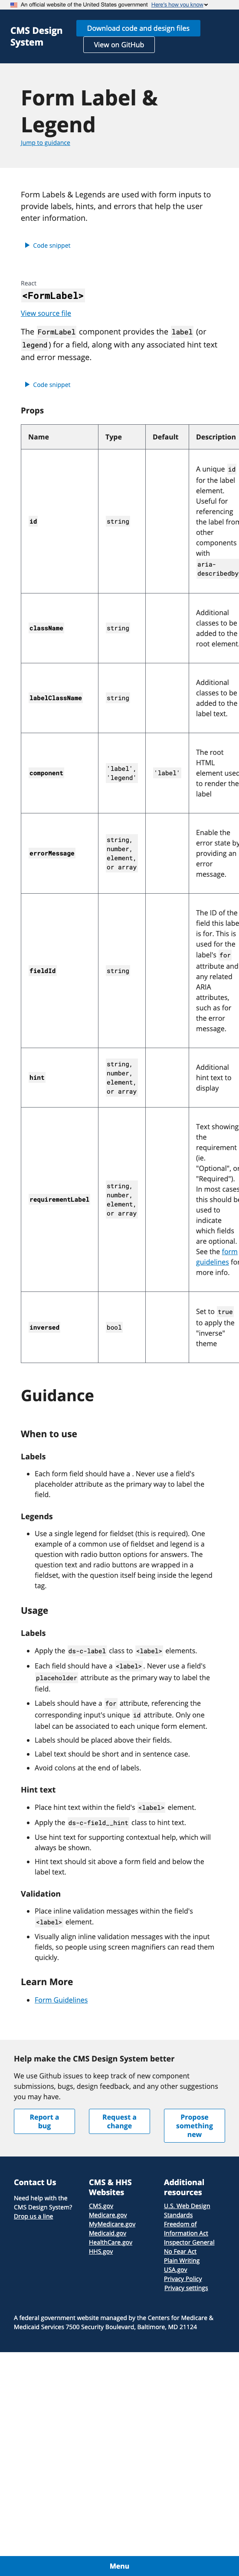 An official website of the United States government Here's how you know
CMS Design
System
Download code and design files
View on GitHub
Form Label &
Legend
Jump to guidance
Form Labels & Legends are used with form inputs to
provide labels, hints, and errors that help the user
enter information.
Code snippet
React
<FormLabel>
View source file
The FormLabel component provides the label (or
legend) for a field, along with any associated hint text
and error message.
Code snippet
Props
Name Type Default Description
id string
A unique id
for the label
element.
Useful for
referencing
the label from
other
components
with
aria-
describedby
className string
Additional
classes to be
added to the
root element.
labelClassName string
Additional
classes to be
added to the
label text.
component 'label', 'legend' 'label'
The root
HTML
element used
to render the
label
errorMessage string, number, element, or array
Enable the
error state by
providing an
error
message.
fieldId string
The ID of the
field this label
is for. This is
used for the
label's for
attribute and
any related
ARIA
attributes,
such as for
the error
message.
hint string, number, element, or array
Additional
hint text to
display
requirementLabel string, number, element, or array
Text showing
the
requirement
(ie.
"Optional", or
"Required").
In most cases,
this should be
used to
indicate
which fields
are optional.
See the form
guidelines for
more info.
inversed bool
Set to true
to apply the
"inverse"
theme
Guidance
When to use
Labels
• Each form field should have a . Never use a field's
placeholder attribute as the primary way to label the
field.
Legends
• Use a single legend for fieldset (this is required). One
example of a common use of fieldset and legend is a
question with radio button options for answers. The
question text and radio buttons are wrapped in a
fieldset, with the question itself being inside the legend
tag.
Usage
Labels
• Apply the ds-c-label class to <label> elements.
• Each field should have a <label>. Never use a field's
placeholder attribute as the primary way to label the
field.
• Labels should have a for attribute, referencing the
corresponding input's unique id attribute. Only one
label can be associated to each unique form element.
• Labels should be placed above their fields.
• Label text should be short and in sentence case.
• Avoid colons at the end of labels.
Hint text
• Place hint text within the field's <label> element.
• Apply the ds-c-field__hint class to hint text.
• Use hint text for supporting contextual help, which will
always be shown.
• Hint text should sit above a form field and below the
label text.
Validation
• Place inline validation messages within the field's
<label> element.
• Visually align inline validation messages with the input
fields, so people using screen magnifiers can read them
quickly.
Learn More
• Form Guidelines
Help make the CMS Design System better
We use Github issues to keep track of new component
submissions, bugs, design feedback, and any other suggestions
you may have.
Report a
bug
Request a
change
Propose
something
new
Contact Us
Need help with the
CMS Design System?
Drop us a line
CMS & HHS
Websites
CMS.gov
Medicare.gov
MyMedicare.gov
Medicaid.gov
HealthCare.gov
HHS.gov
Additional
resources
U.S. Web Design
Standards
Freedom of
Information Act
Inspector General
No Fear Act
Plain Writing
USA.gov
Privacy Policy
Privacy settings
A federal government website managed by the Centers for Medicare &
Medicaid Services 7500 Security Boulevard, Baltimore, MD 21124
Menu